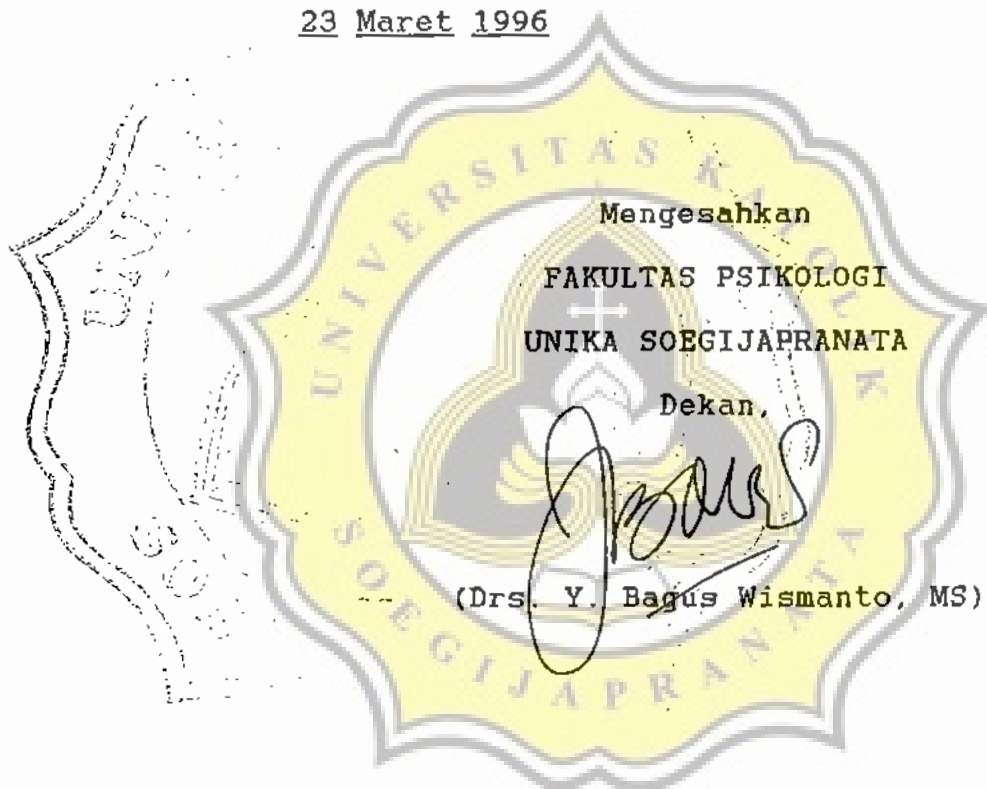 23 Maret 1996
UNIVERSITAS KATOLIK
Mengesahkan
FAKULTAS PSIKOLOGI
UNIKA SOEGIJAPRANATA
Dekan,
(Drs. Y. Bagus Wismanto, MS)
SOEGIJAPRANATA